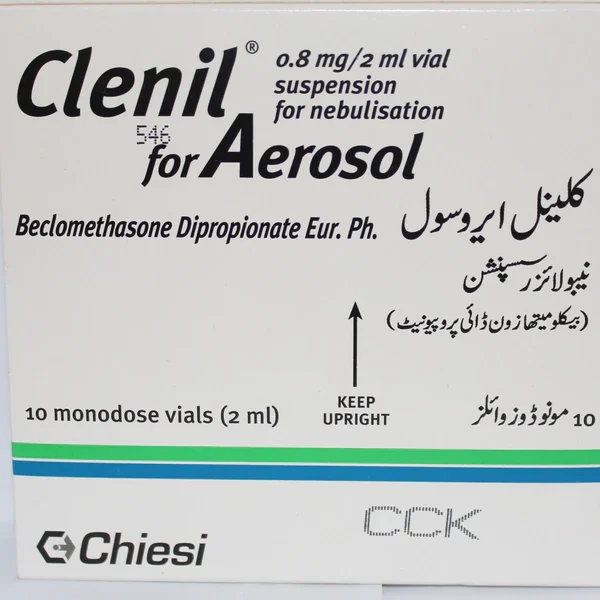 Clenil®
0.8 mg/2 ml vial
suspension
for nebulisation
546
for Aerosol
Beclomethasone Dipropionate Eur. Ph.
کلینل ایروسول
نیبولائزر سسپنشن
(بیکلومیتھازون ڈائی پروپیونیٹ)
KEEP
UPRIGHT
10 monodose vials (2 ml)
10 مونوڈوز وائلز
CCK
Chiesi